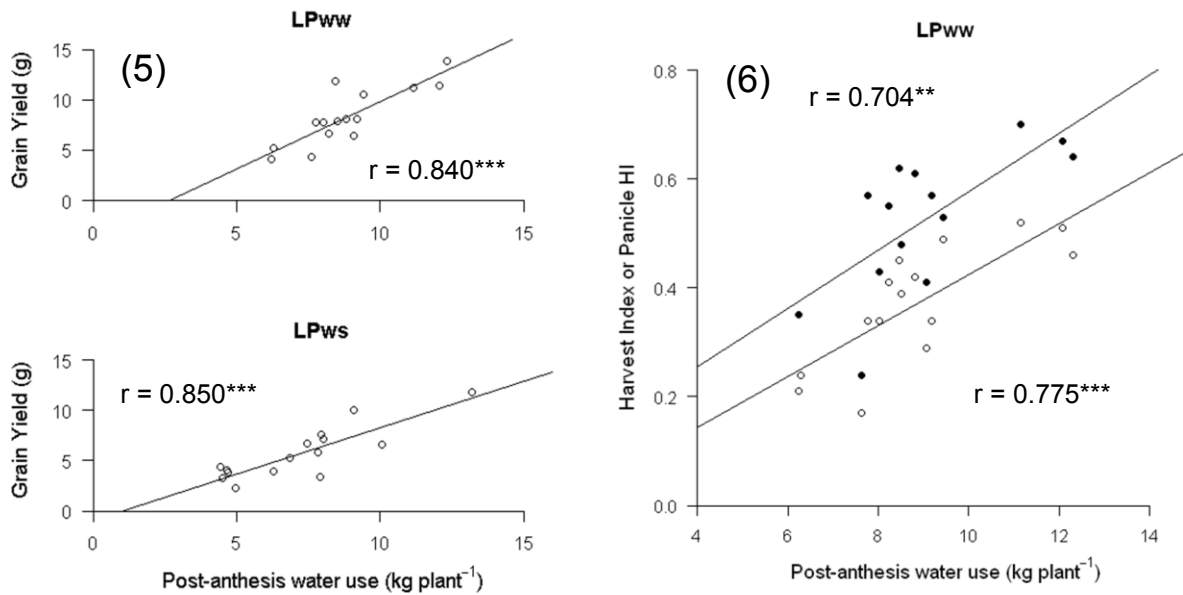 LPww
(5)
Grain Yield (g)
15
10
5
0
r = 0.840***
0 5 10 15
LPws
Grain Yield (g)
15
10
5
0
r = 0.850***
0 5 10 15
Post-anthesis water use (kg plant⁻¹)
LPww
(6)
Harvest Index or Panicle HI
0.8
0.6
0.4
0.2
0.0
r = 0.704**
r = 0.775***
4 6 8 10 12 14
Post-anthesis water use (kg plant⁻¹)